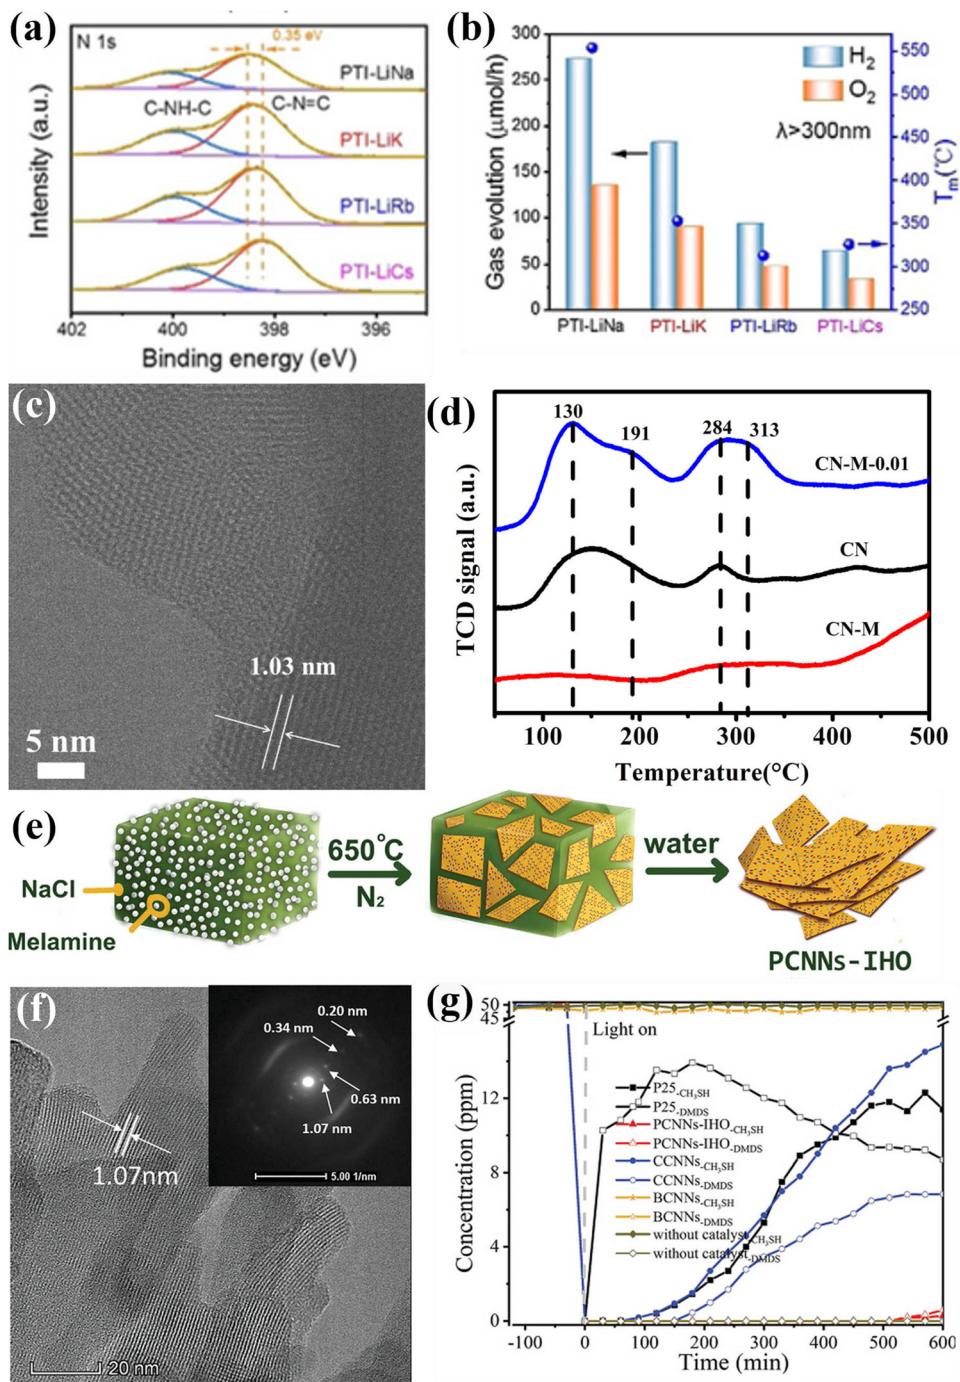 (a)
N 1s
0.35 eV
PTI-LiNa
C-NH-C
C-N=C
PTI-LiK
PTI-LiRb
PTI-LiCs
Intensity (a.u.)
402 400 398 396
Binding energy (eV)
(b)
300
250
200
150
100
50
0
Gas evolution (μmol/h)
H2
O2
λ>300nm
550
500
450
400
350
300
250
Tm(℃)
PTI-LiNa PTI-LiK PTI-LiRb PTI-LiCs
(c)
1.03 nm
5 nm
(d)
130
191
284 313
CN-M-0.01
CN
CN-M
TCD signal (a.u.)
100 200 300 400 500
Temperature(°C)
(e)
NaCl
Melamine
650°C
N2
water
PCNNs-IHO
(f)
1.07nm
20 nm
0.20 nm
0.34 nm
0.63 nm
1.07 nm
5.00 1/nm
(g)
50
45
12
8
4
0
Concentration (ppm)
Light on
P25-CH3SH
P25-DMDS
PCNNs-IHO-CH3SH
PCNNs-IHO-DMDS
CCNNs-CH3SH
CCNNs-DMDS
BCNNs-CH3SH
BCNNs-DMDS
without catalyst-CH3SH
without catalyst-DMDS
-100 0 100 200 300 400 500 600
Time (min)